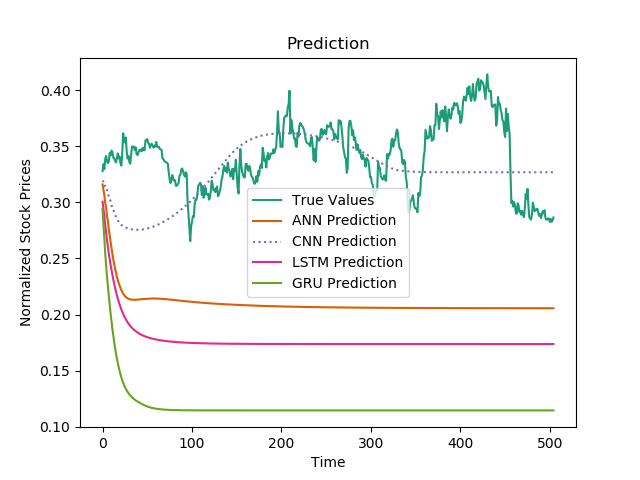 Prediction
Normalized Stock Prices
0.40
0.35
0.30
0.25
0.20
0.15
0.10
True Values
ANN Prediction
CNN Prediction
LSTM Prediction
GRU Prediction
0 100 200 300 400 500
Time